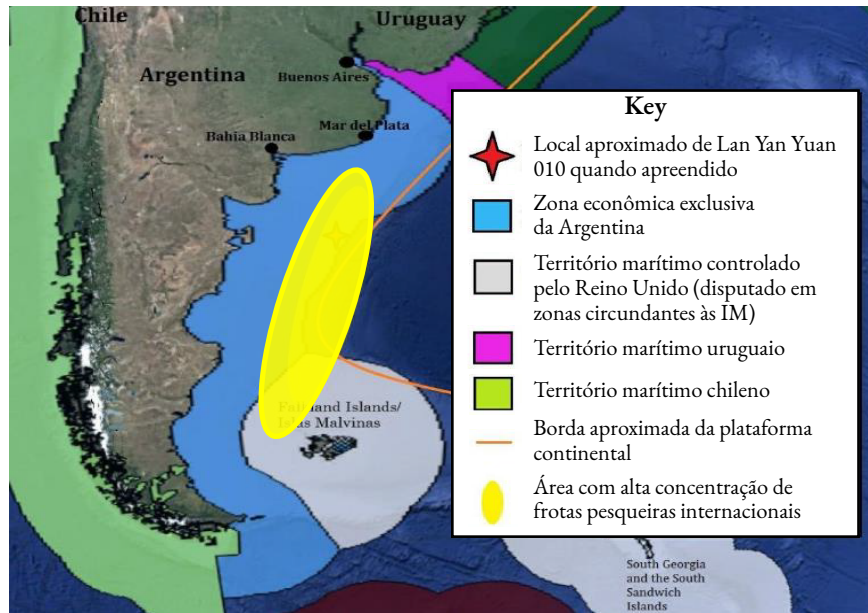 Chile
Uruguay
Argentina
Buenos Aires
Mar del Plata
Bahia Blanca
Falkland Islands/
Islas Malvinas
South Georgia
and the South
Sandwich
Islands
Key
Local aproximado de Lan Yan Yuan
010 quando apreendido
Zona econômica exclusiva
da Argentina
Território marítimo controlado
pelo Reino Unido (disputado em
zonas circundantes às IM)
Território marítimo uruguaio
Território marítimo chileno
Borda aproximada da plataforma
continental
Área com alta concentração de
frotas pesqueiras internacionais